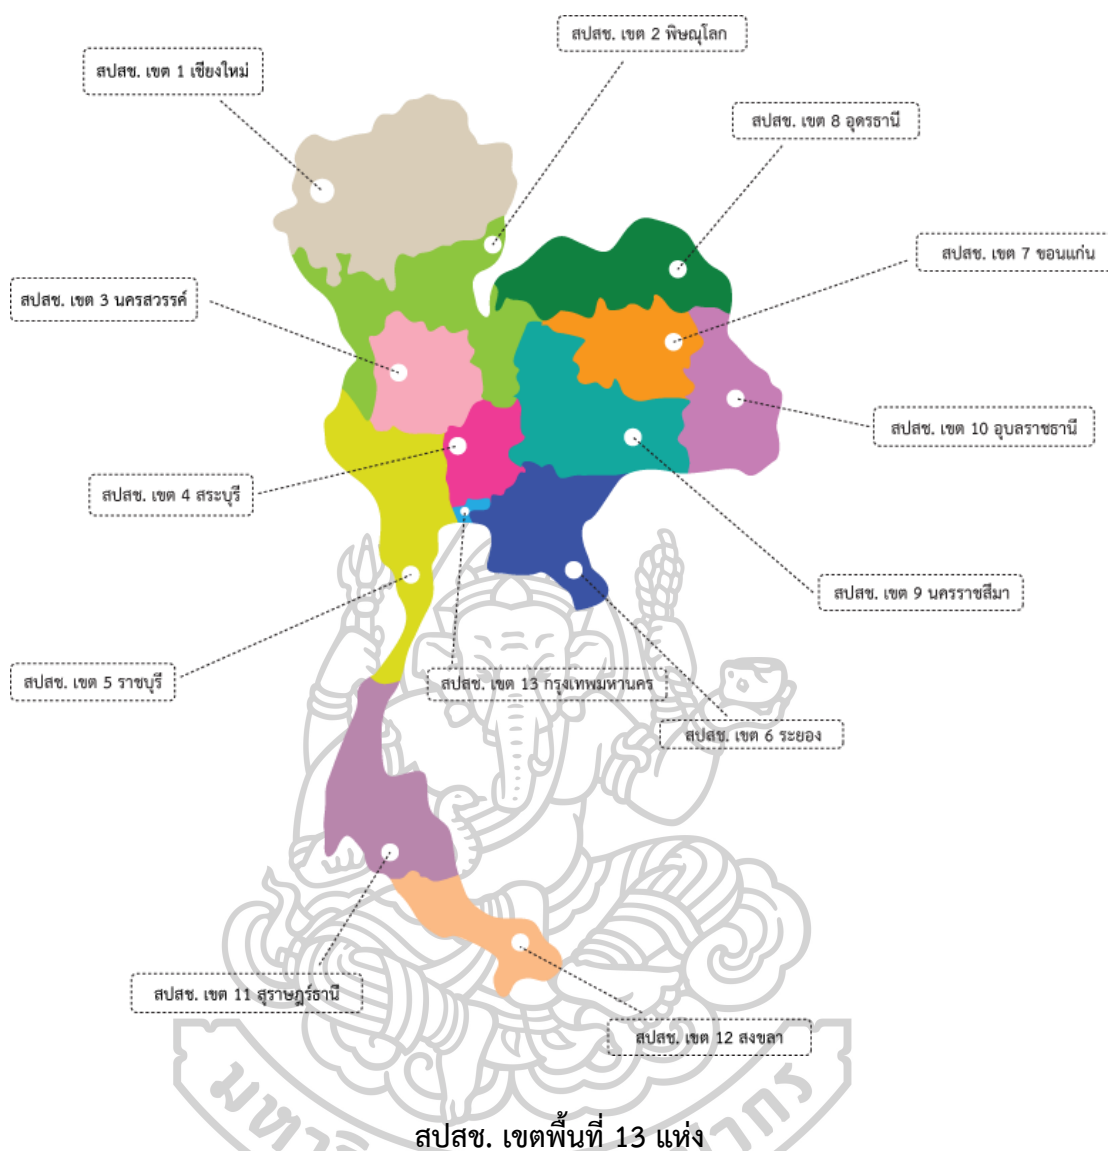 สปสช. เขต 2 พิษณุโลก
สปสช. เขต 1 เชียงใหม่
สปสช. เขต 8 อุดรธานี
สปสช. เขต 7 ขอนแก่น
สปสช. เขต 3 นครสวรรค์
สปสช. เขต 10 อุบลราชธานี
สปสช. เขต 4 สระบุรี
สปสช. เขต 9 นครราชสีมา
สปสช. เขต 5 ราชบุรี
สปสช. เขต 13 กรุงเทพมหานคร
สปสช. เขต 6 ระยอง
สปสช. เขต 11 สุราษฎร์ธานี
สปสช. เขต 12 สงขลา
สปสช. เขตพื้นที่ 13 แห่ง